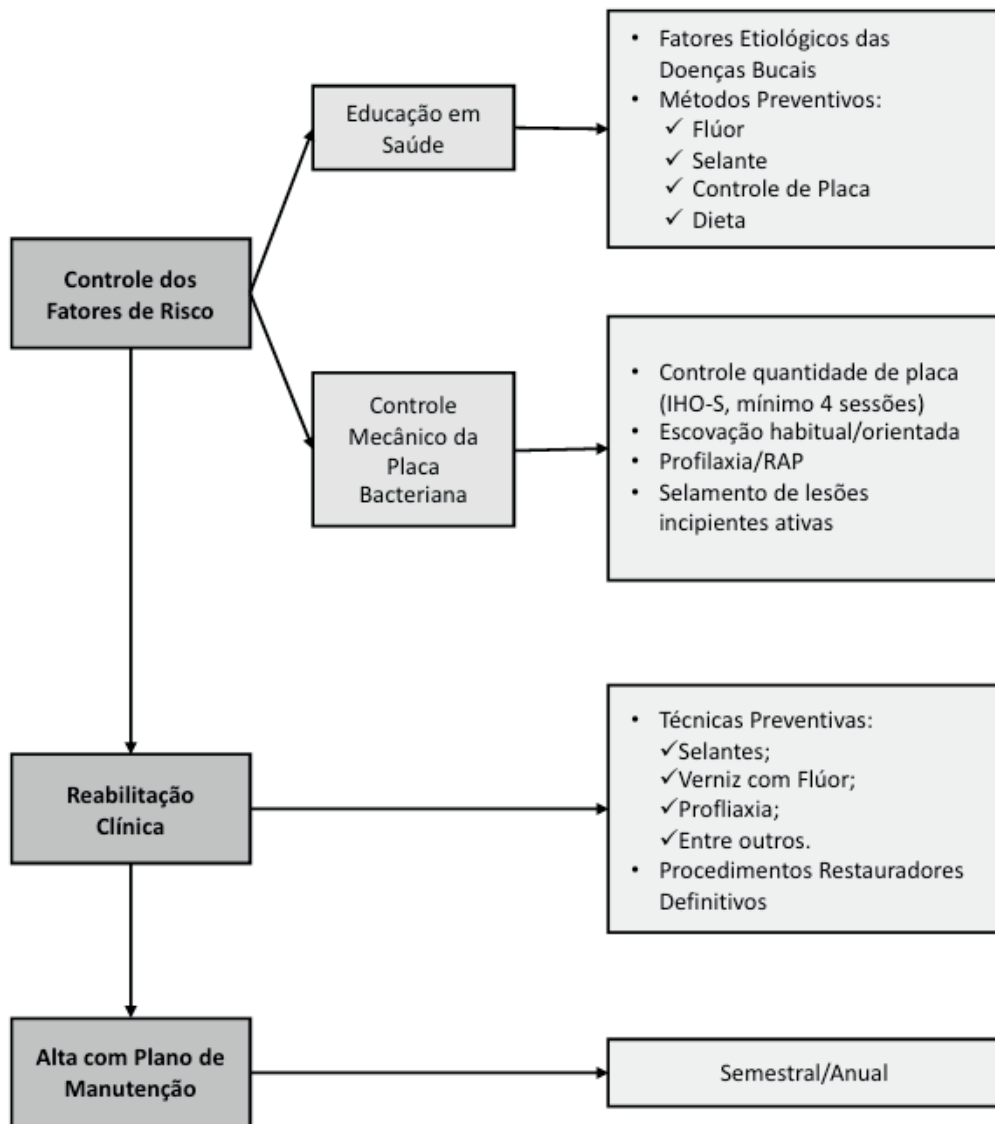 Controle dos
Fatores de Risco
Educação em
Saúde
• Fatores Etiológicos das
Doenças Bucais
• Métodos Preventivos:
✓ Flúor
✓ Selante
✓ Controle de Placa
✓ Dieta
Controle
Mecânico da
Placa
Bacteriana
• Controle quantidade de placa
(IHO-S, mínimo 4 sessões)
• Escovação habitual/orientada
• Profilaxia/RAP
• Selamento de lesões
incipientes ativas
Reabilitação
Clínica
• Técnicas Preventivas:
✓Selantes;
✓Verniz com Flúor;
✓Profliaxia;
✓Entre outros.
• Procedimentos Restauradores
Definitivos
Alta com Plano de
Manutenção
Semestral/Anual